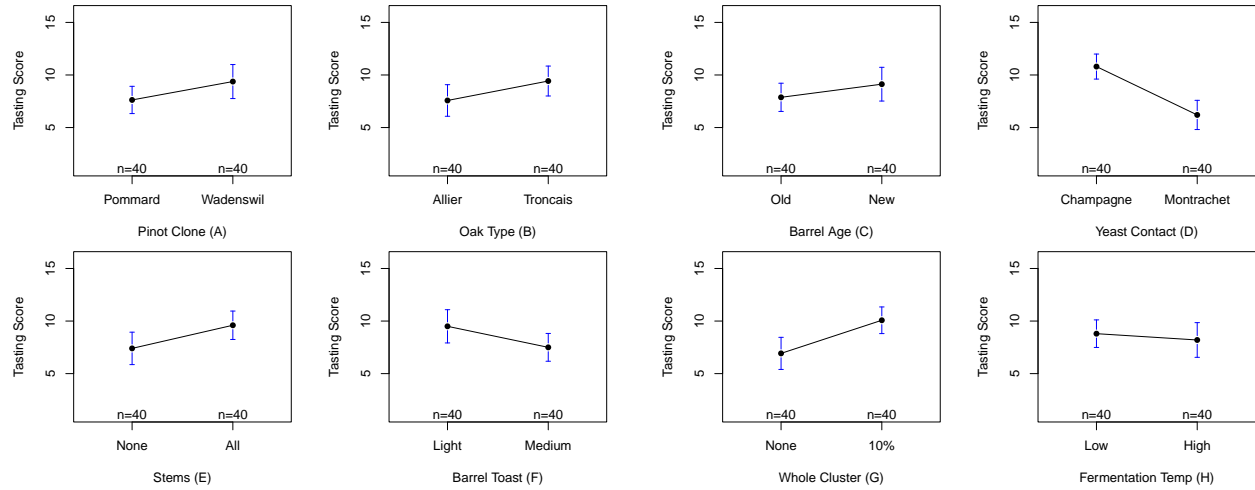 Tasting Score
15
10
5
n=40 n=40
Pommard Wadenswil
Pinot Clone (A)
Tasting Score
15
10
5
n=40 n=40
Allier Troncais
Oak Type (B)
Tasting Score
15
10
5
n=40 n=40
Old New
Barrel Age (C)
Tasting Score
15
10
5
n=40 n=40
Champagne Montrachet
Yeast Contact (D)
Tasting Score
15
10
5
n=40 n=40
None All
Stems (E)
Tasting Score
15
10
5
n=40 n=40
Light Medium
Barrel Toast (F)
Tasting Score
15
10
5
n=40 n=40
None 10%
Whole Cluster (G)
Tasting Score
15
10
5
n=40 n=40
Low High
Fermentation Temp (H)